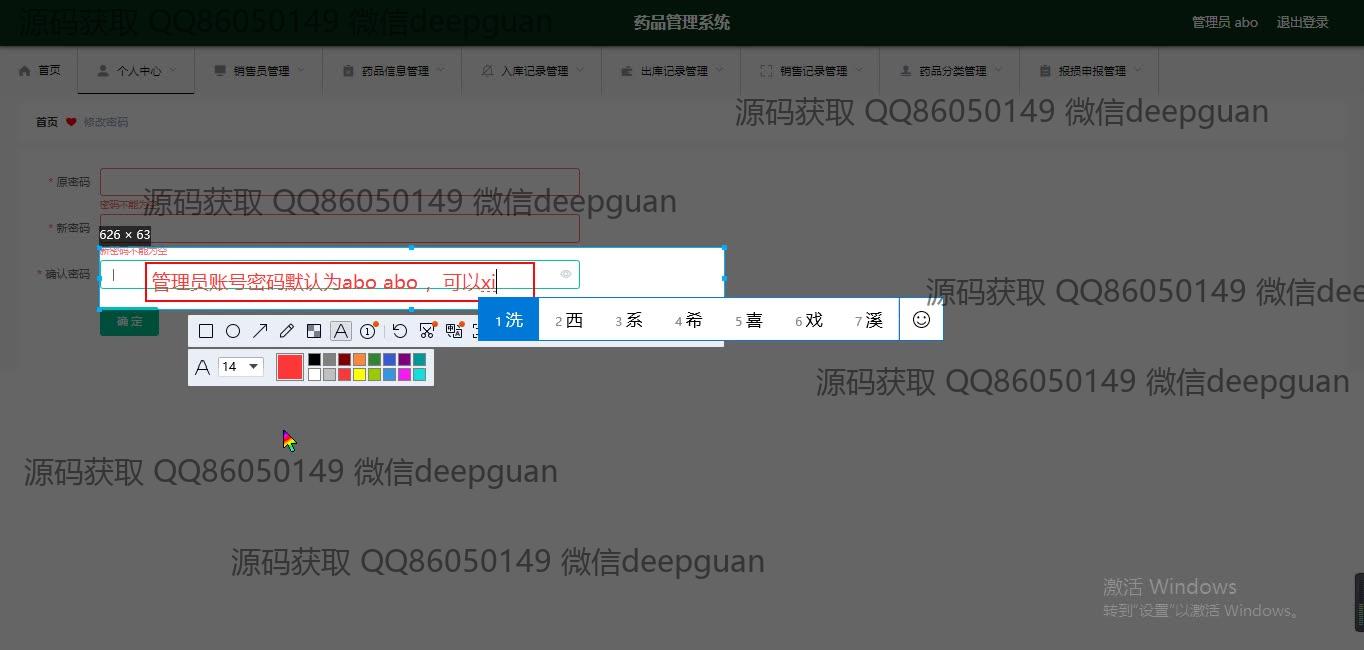 源码获取 QQ86050149 微信deepguan
药品管理系统
管理员 abo 退出登录
首页 个人中心 销售员管理 药品信息管理 入库记录管理 出库记录管理 销售记录管理 药品分类管理 报损申报管理
源码获取 QQ86050149 微信deepguan
首页 修改密码
* 原密码
源码获取 QQ86050149 微信deepguan
密码不能为空
* 新密码
626 × 63
新密码不能为空
* 确认密码
管理员账号密码默认为abo abo ，可以xi
源码获取 QQ86050149 微信deepgua
确定
1 洗 2 西 3 系 4 希 5 喜 6 戏 7 溪
A 1
A 14
源码获取 QQ86050149 微信deepguan
源码获取 QQ86050149 微信deepguan
源码获取 QQ86050149 微信deepguan
激活 Windows
转到"设置"以激活 Windows。